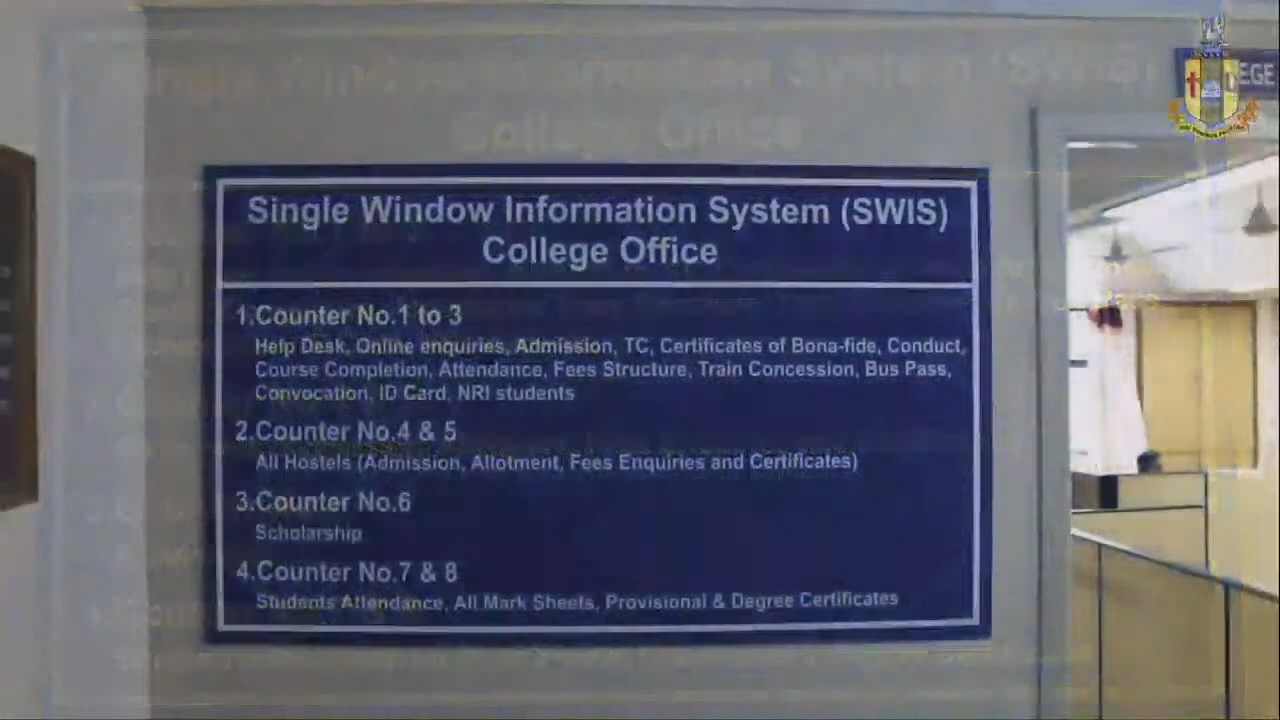 EGE
Single Window Information System (SWIS)
College Office
1.Counter No.1 to 3
Help Desk, Online enquiries, Admission, TC, Certificates of Bona-fide, Conduct,
Course Completion, Attendance, Fees Structure, Train Concession, Bus Pass,
Convocation, ID Card, NRI students
2.Counter No.4 & 5
All Hostels (Admission, Allotment, Fees Enquiries and Certificates)
3.Counter No.6
Scholarship
4.Counter No.7 & 8
Students Attendance, All Mark Sheets, Provisional & Degree Certificates